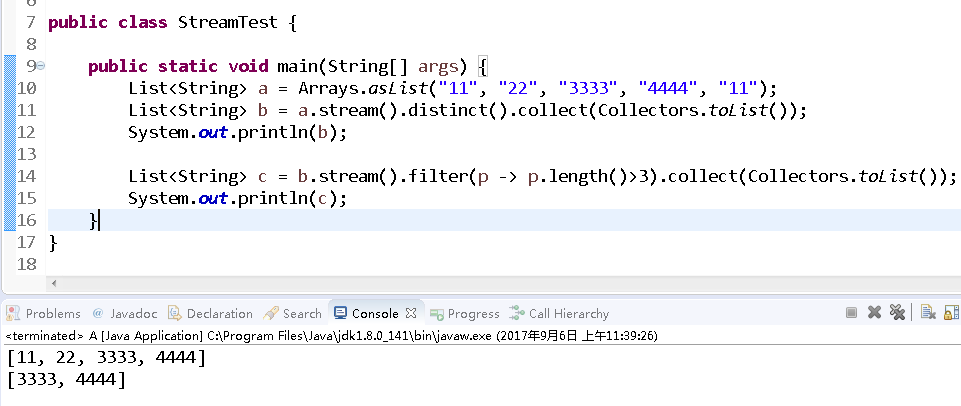 7 public class StreamTest {
8
9 public static void main(String[] args) {
10 List<String> a = Arrays.asList("11", "22", "3333", "4444", "11");
11 List<String> b = a.stream().distinct().collect(Collectors.toList());
12 System.out.println(b);
13
14 List<String> c = b.stream().filter(p -> p.length()>3).collect(Collectors.toList());
15 System.out.println(c);
16 }
17 }
18
Problems @ Javadoc Declaration Search Console Progress Call Hierarchy
<terminated> A [Java Application] C:\Program Files\Java\jdk1.8.0_141\bin\javaw.exe (2017年9月6日 上午11:39:26)
[11, 22, 3333, 4444]
[3333, 4444]